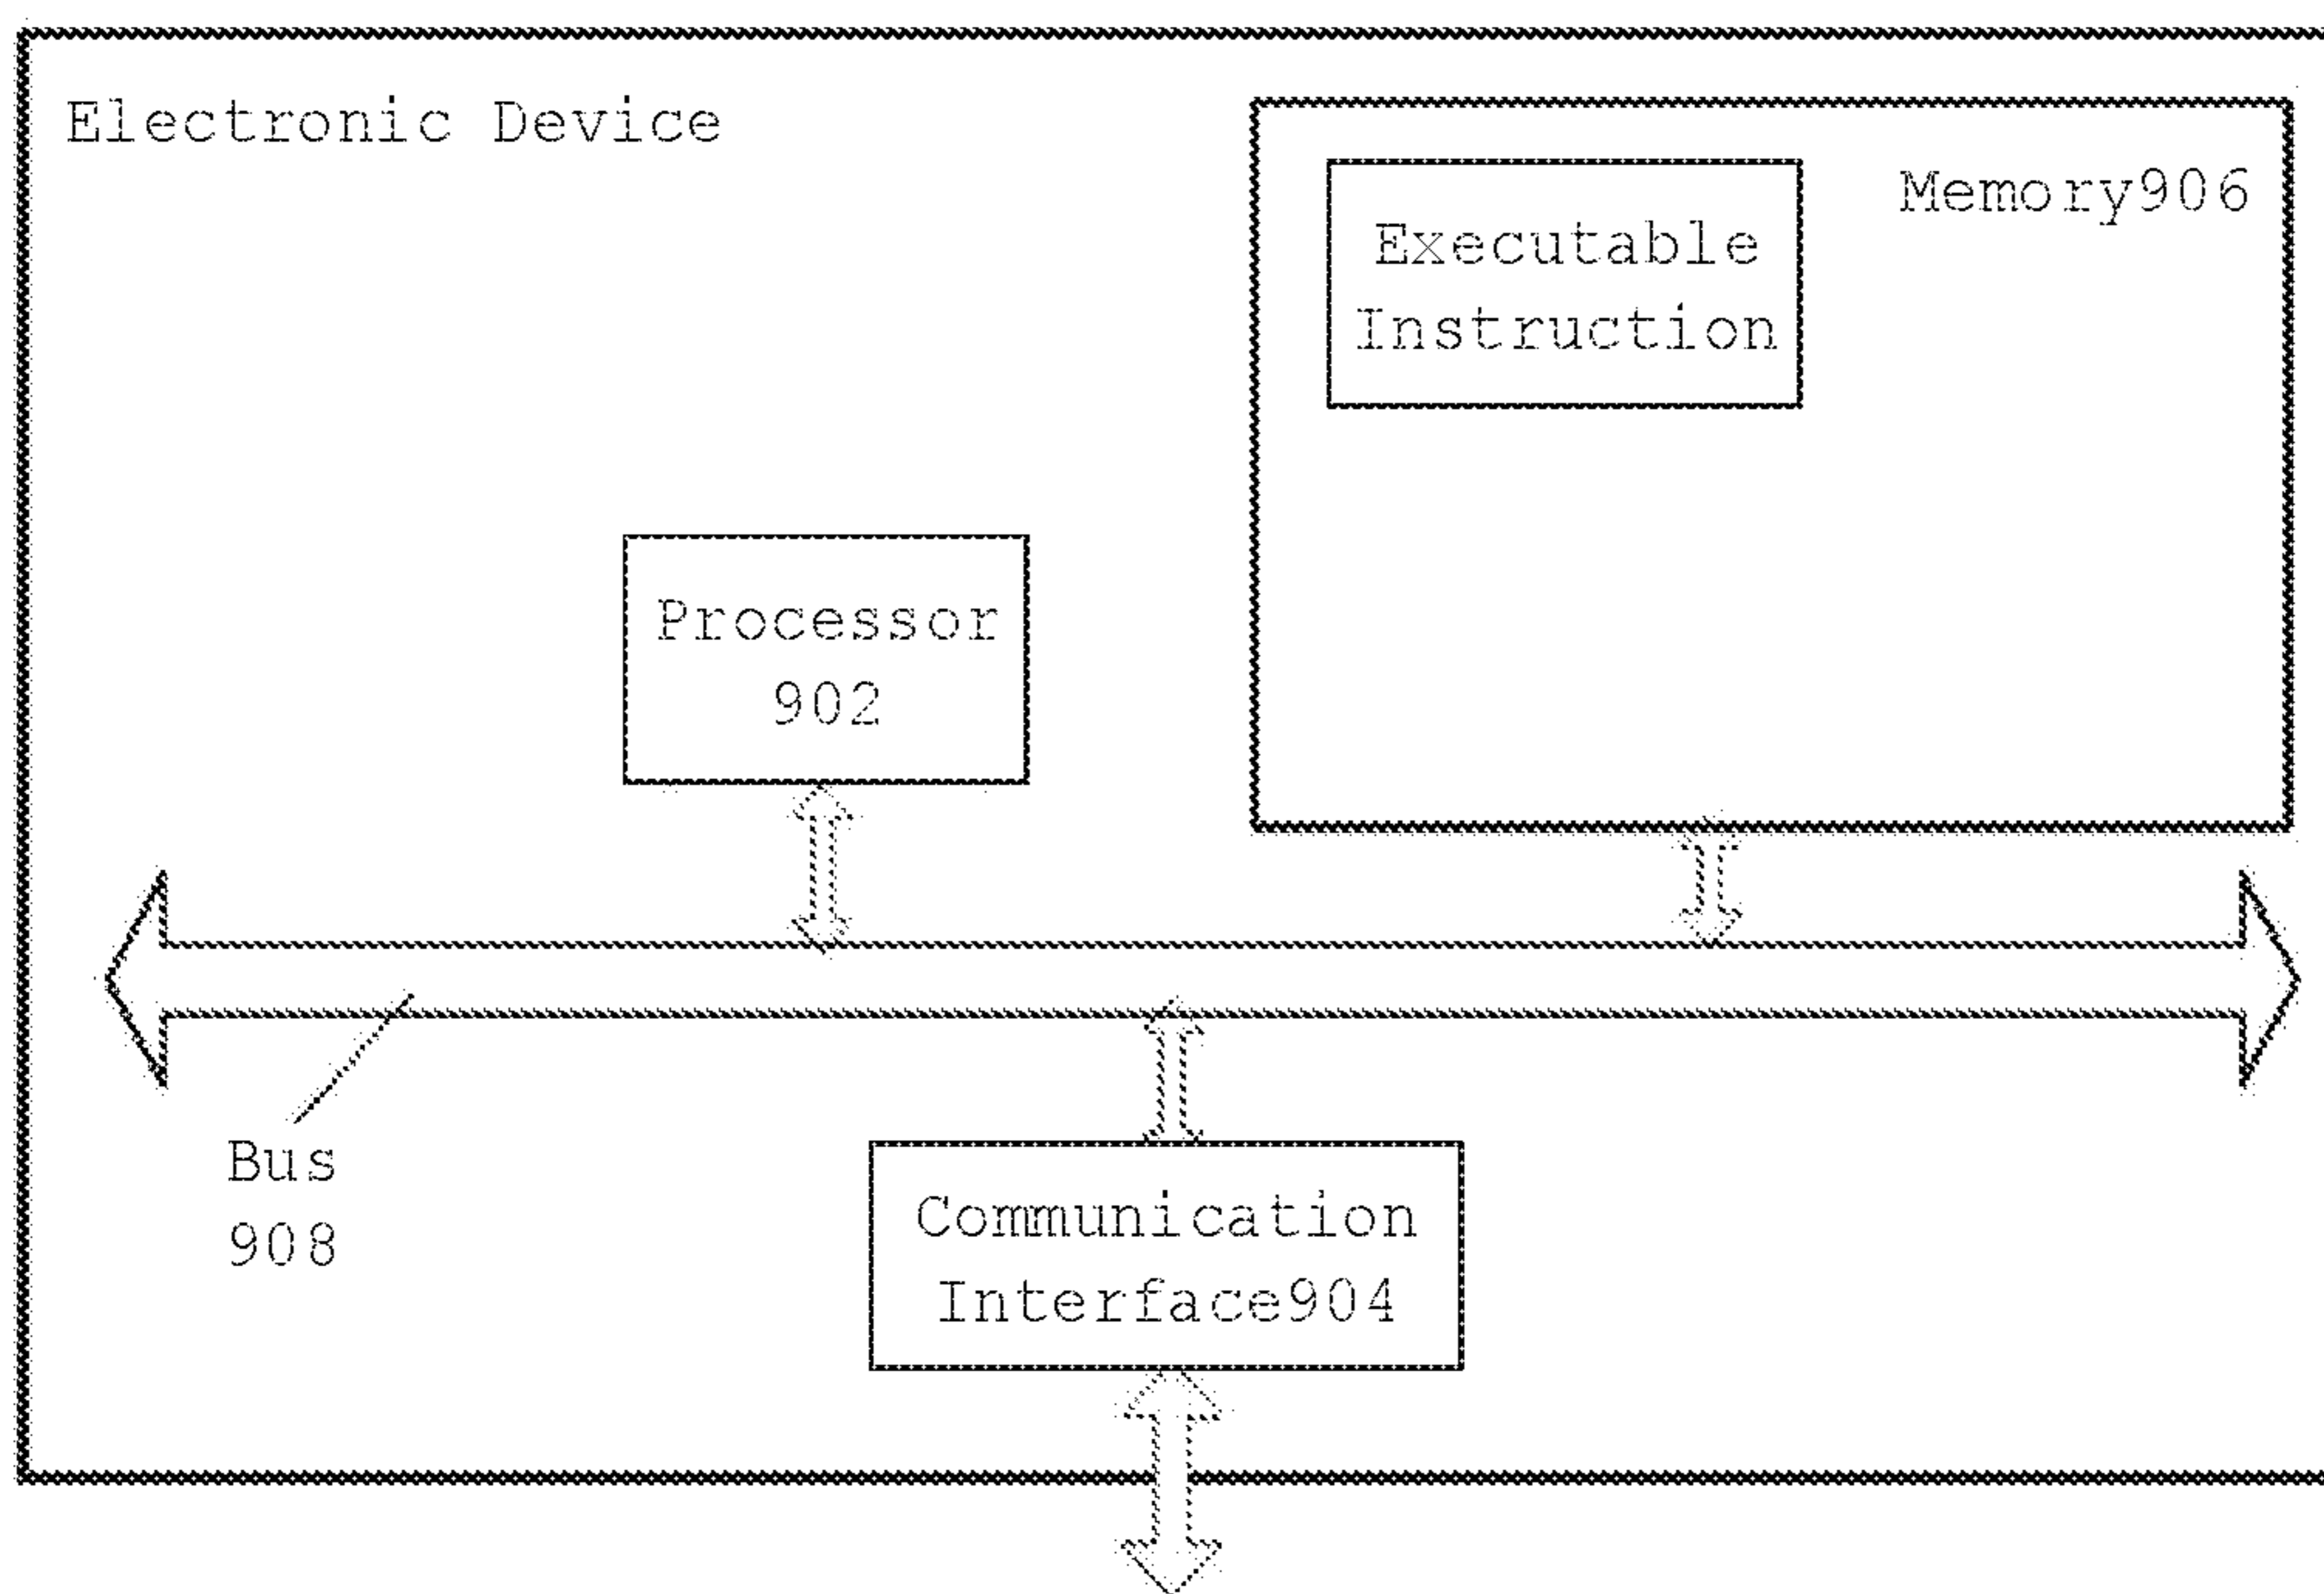 Electronic Device
Memory906
Executable
Instruction
Processor
902
Bus
908
Communication
Interface904